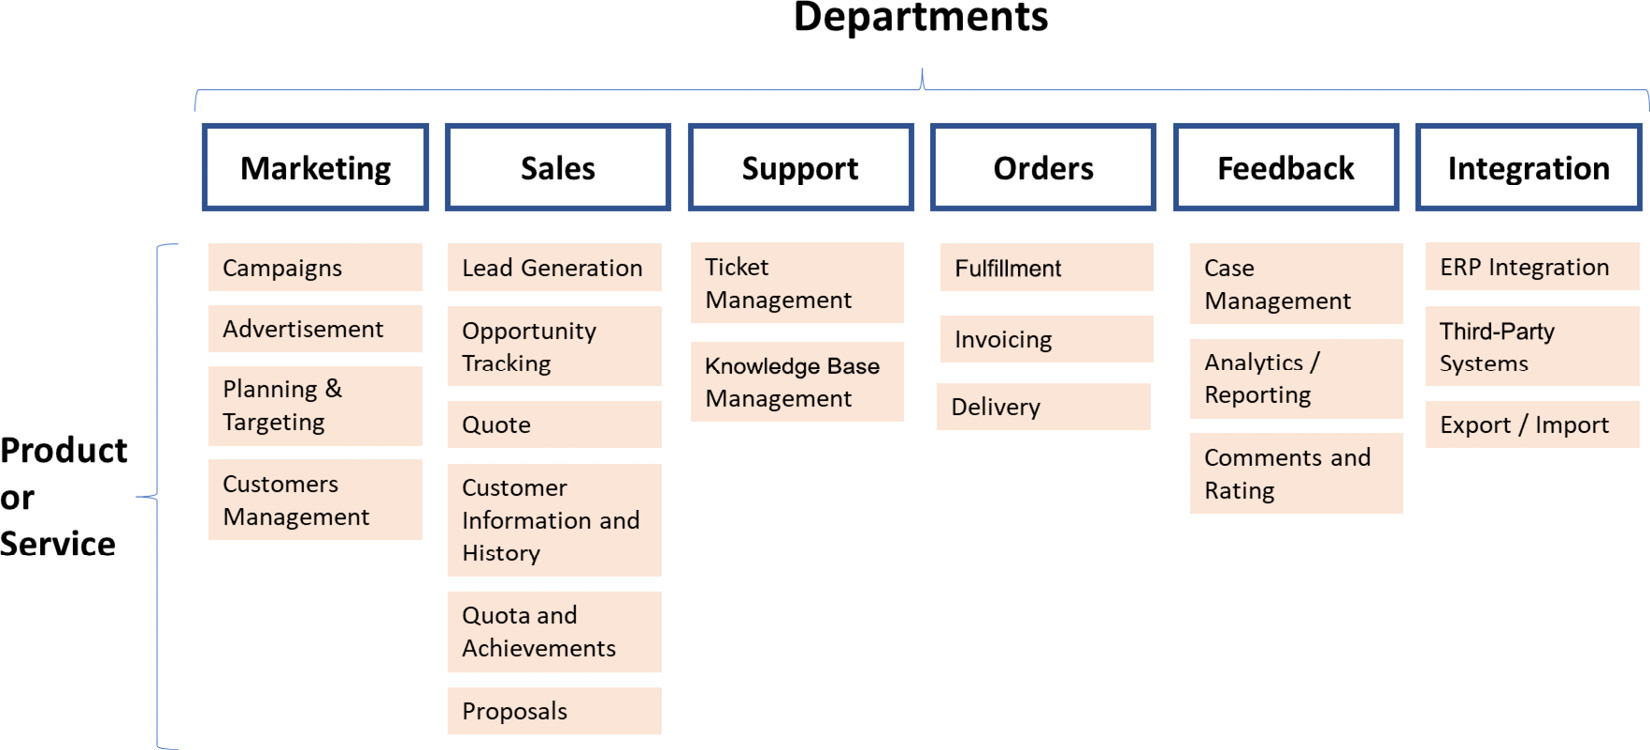 Departments
Marketing
Sales
Support
Orders
Feedback
Integration
Product
or
Service
Campaigns
Advertisement
Planning &
Targeting
Customers
Management
Lead Generation
Opportunity
Tracking
Quote
Customer
Information and
History
Quota and
Achievements
Proposals
Ticket
Management
Knowledge Base
Management
Fulfillment
Invoicing
Delivery
Case
Management
Analytics /
Reporting
Comments and
Rating
ERP Integration
Third-Party
Systems
Export / Import